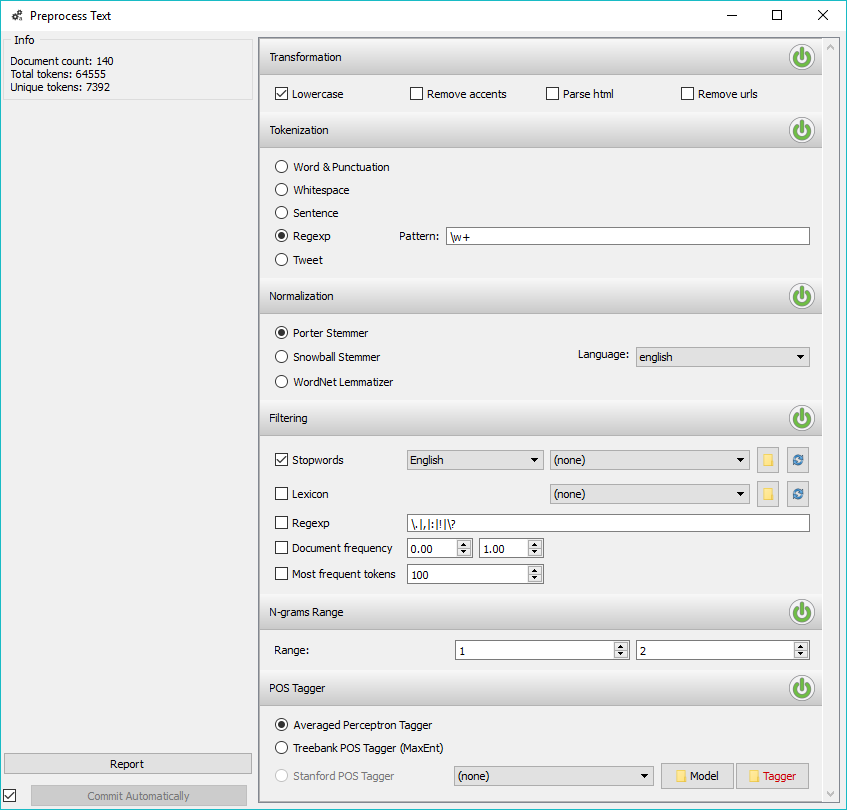 Preprocess Text
Info
Document count: 140
Total tokens: 64555
Unique tokens: 7392
Transformation
Lowercase Remove accents Parse html Remove urls
Tokenization
Word & Punctuation
Whitespace
Sentence
Regexp Pattern: \w+
Tweet
Normalization
Porter Stemmer
Snowball Stemmer Language: english
WordNet Lemmatizer
Filtering
Stopwords English (none)
Lexicon (none)
Regexp \.|,|:|!|\?
Document frequency 0.00 1.00
Most frequent tokens 100
N-grams Range
Range: 1 2
POS Tagger
Averaged Perceptron Tagger
Treebank POS Tagger (MaxEnt)
Stanford POS Tagger (none) Model Tagger
Report
Commit Automatically